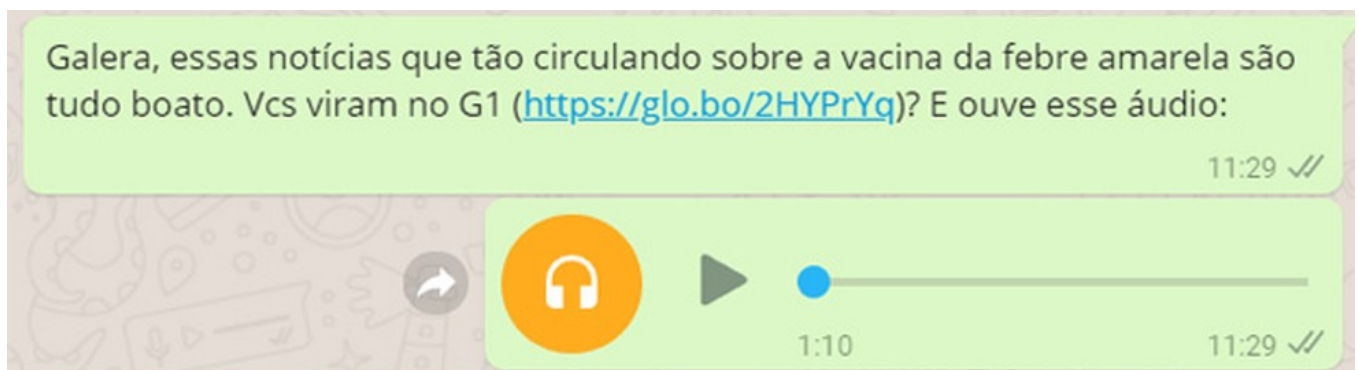 Galera, essas notícias que tão circulando sobre a vacina da febre amarela são
tudo boato. Vcs viram no G1 (https://glo.bo/2HYPrYq)? E ouve esse áudio:
11:29
1:10
11:29